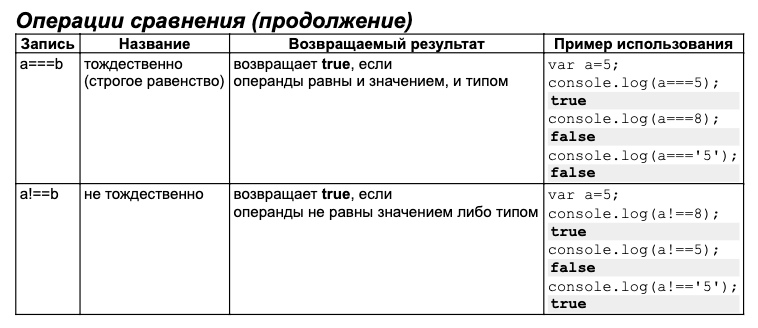 Операции сравнения (продолжение)
Запись Название Возвращаемый результат Пример использования
a===b тождественно (строгое равенство) возвращает true, если операнды равны и значением, и типом
var a=5;
console.log(a===5);
true
console.log(a===8);
false
console.log(a==='5');
false
a!==b не тождественно возвращает true, если операнды не равны значением либо типом
var a=5;
console.log(a!==8);
true
console.log(a!==5);
false
console.log(a!=='5');
true